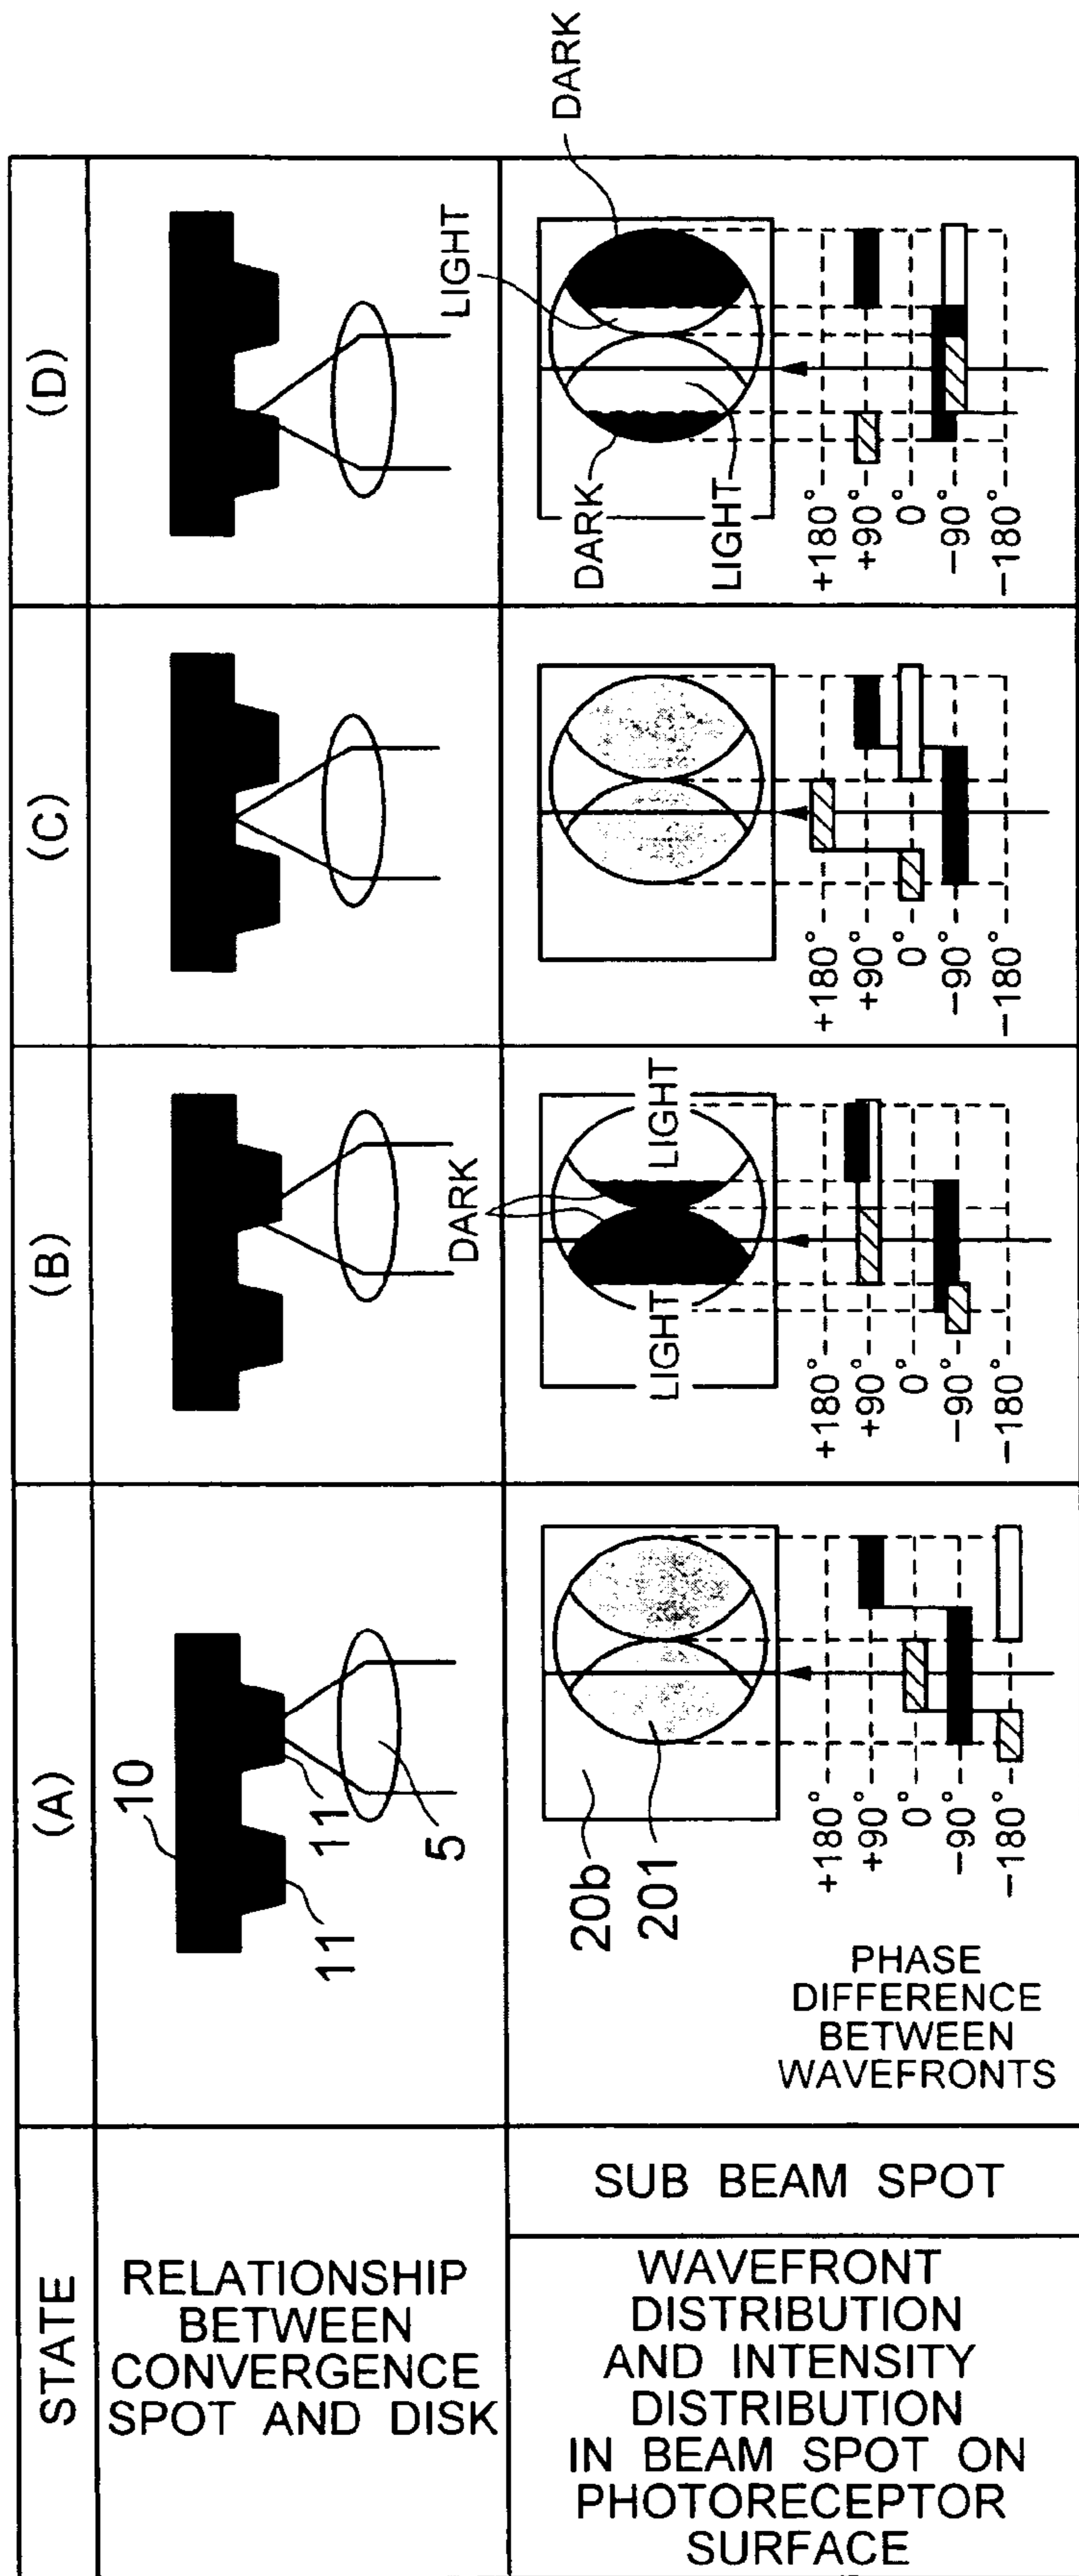 STATE
(A)
(B)
(C)
(D)
RELATIONSHIP
BETWEEN
CONVERGENCE
SPOT AND DISK
10
11
11
5
WAVEFRONT
DISTRIBUTION
AND INTENSITY
DISTRIBUTION
IN BEAM SPOT ON
PHOTORECEPTOR
SURFACE
SUB BEAM SPOT
20b
201
PHASE
DIFFERENCE
BETWEEN
WAVEFRONTS
+180°
+90°
0°
−90°
−180°
DARK
LIGHT
LIGHT
+180°
+90°
0°
−90°
−180°
+180°
+90°
0°
−90°
−180°
LIGHT
DARK
DARK
LIGHT
+180°
+90°
0°
−90°
−180°